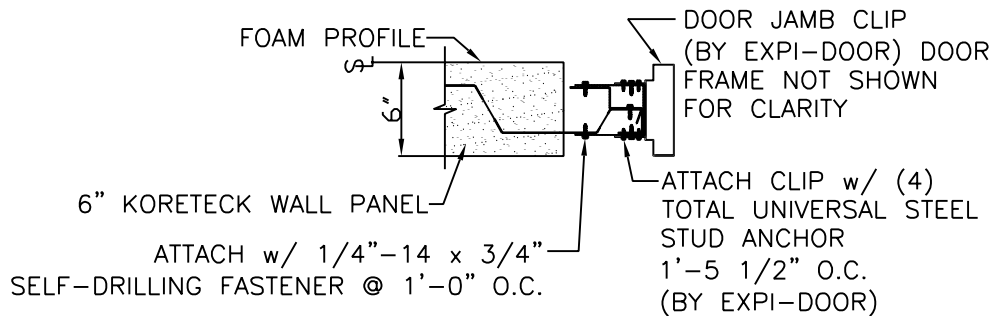 FOAM PROFILE
6"
6" KORETECK WALL PANEL
ATTACH w/ 1/4"-14 x 3/4"
SELF-DRILLING FASTENER @ 1'-0" O.C.
DOOR JAMB CLIP
(BY EXPI-DOOR) DOOR
FRAME NOT SHOWN
FOR CLARITY
ATTACH CLIP w/ (4)
TOTAL UNIVERSAL STEEL
STUD ANCHOR
1'-5 1/2" O.C.
(BY EXPI-DOOR)